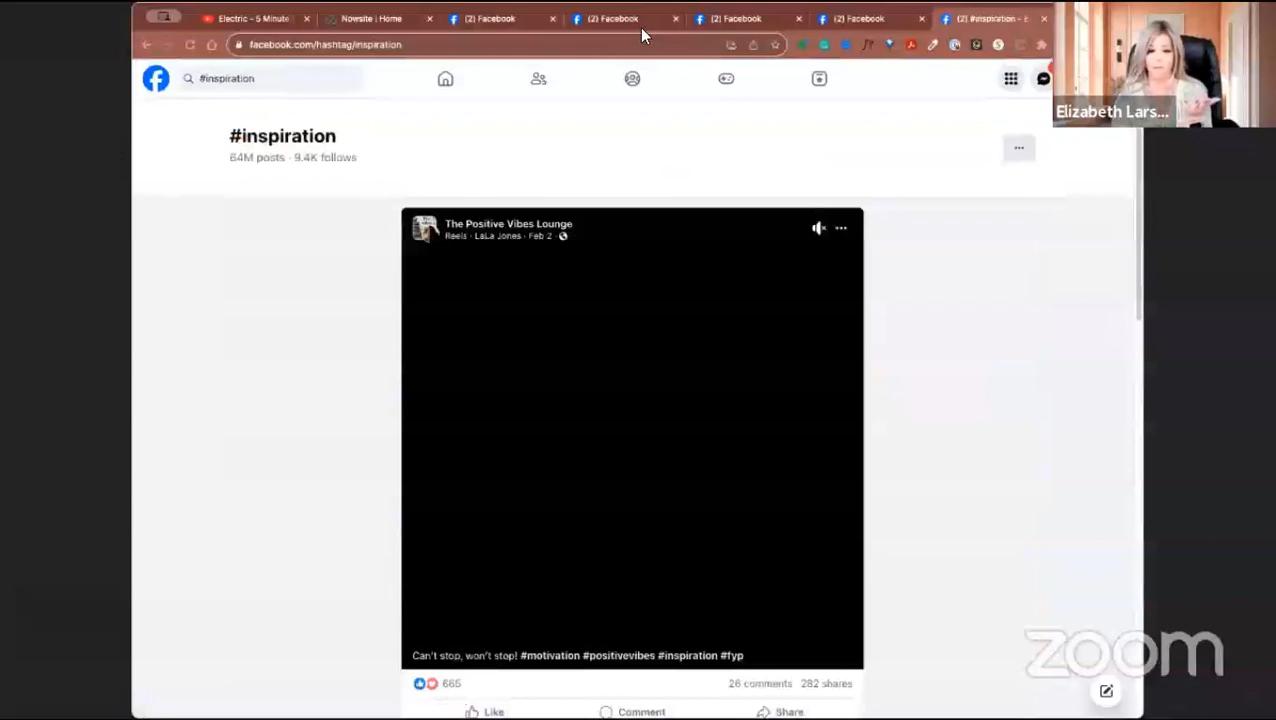 Electric - 5 Minute
Nowsite | Home
(2) Facebook
(2) Facebook
(2) Facebook
(2) Facebook
(2) #inspiration - E
facebook.com/hashtag/inspiration
#inspiration
Elizabeth Lars...
#inspiration
64M posts · 9.4K follows
The Positive Vibes Lounge
Reels · LaLa Jones · Feb 2 ·
Can't stop, won't stop! #motivation #positivevibes #inspiration #fyp
665
26 comments 282 shares
Like Comment Share
zoom